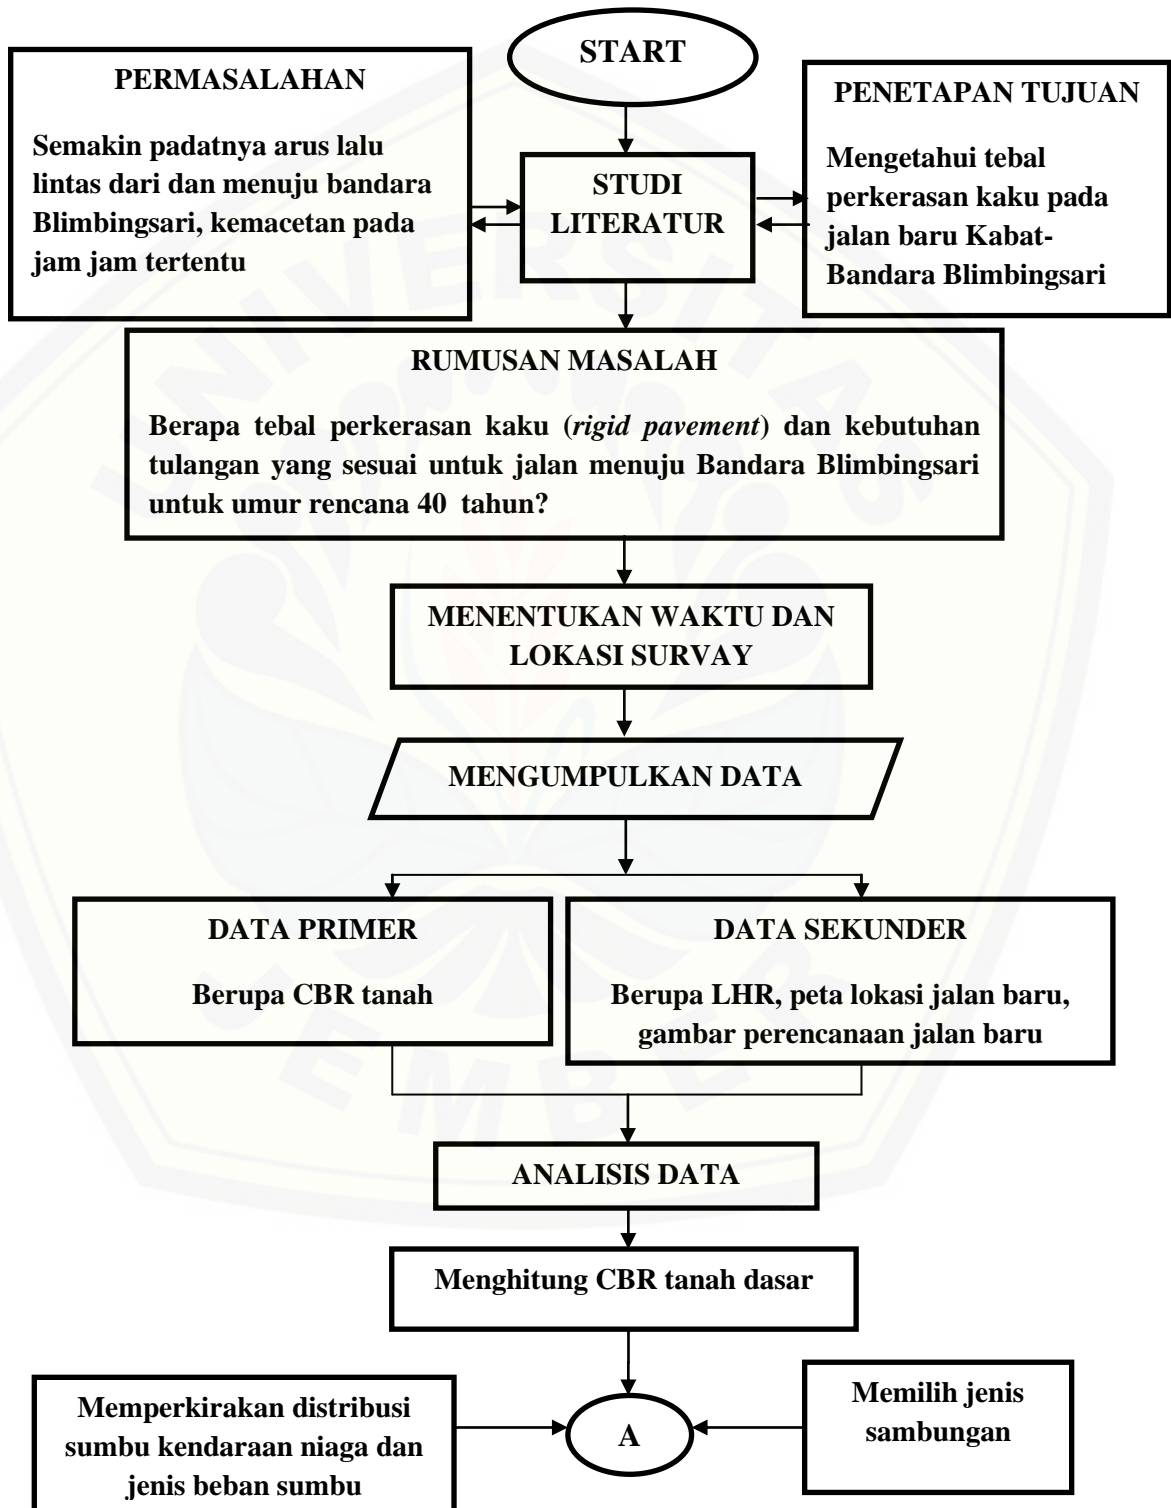 START
PERMASALAHAN
Semakin padatnya arus lalu
lintas dari dan menuju bandara
Blimbingsari, kemacetan pada
jam jam tertentu
STUDI
LITERATUR
PENETAPAN TUJUAN
Mengetahui tebal
perkerasan kaku pada
jalan baru Kabat-
Bandara Blimbingsari
RUMUSAN MASALAH
Berapa tebal perkerasan kaku (rigid pavement) dan kebutuhan
tulangan yang sesuai untuk jalan menuju Bandara Blimbingsari
untuk umur rencana 40 tahun?
MENENTUKAN WAKTU DAN
LOKASI SURVAY
MENGUMPULKAN DATA
DATA PRIMER
Berupa CBR tanah
DATA SEKUNDER
Berupa LHR, peta lokasi jalan baru,
gambar perencanaan jalan baru
ANALISIS DATA
Menghitung CBR tanah dasar
Memperkirakan distribusi
sumbu kendaraan niaga dan
jenis beban sumbu
A
Memilih jenis
sambungan
UNIVERSITAS
JEMBER